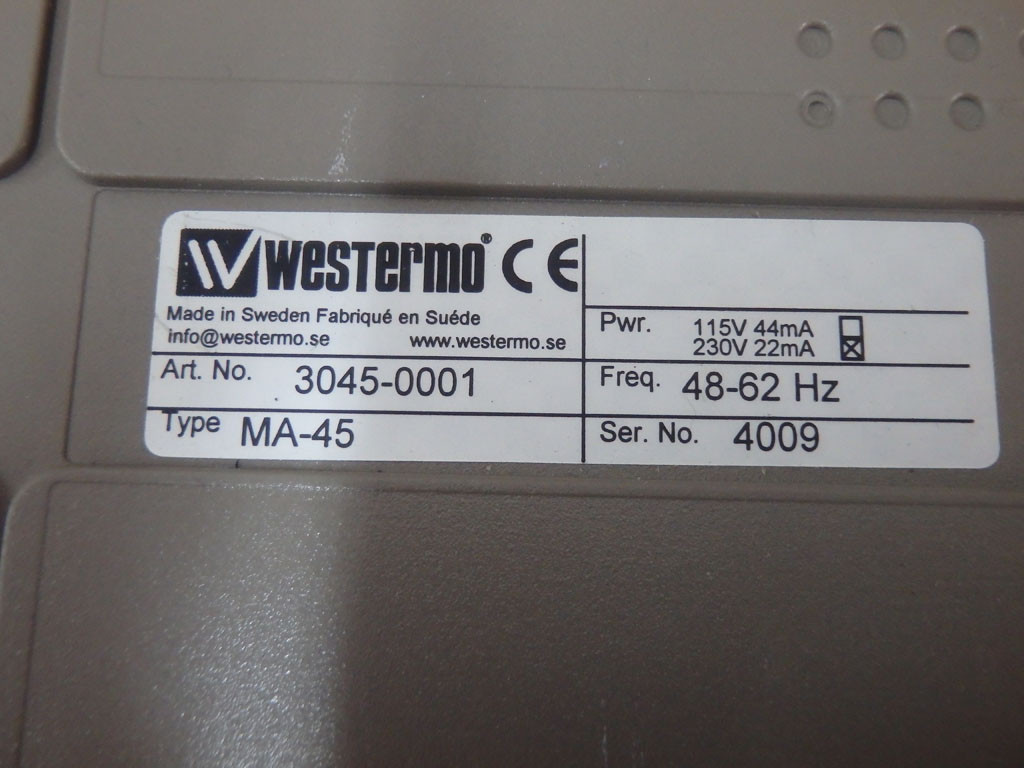 W WESTERMO® CE
Made in Sweden Fabriqué en Suéde
info@westermo.se www.westermo.se
Art. No. 3045-0001
Type MA-45
Pwr. 115V 44mA ☐
230V 22mA ☒
Freq. 48-62 Hz
Ser. No. 4009